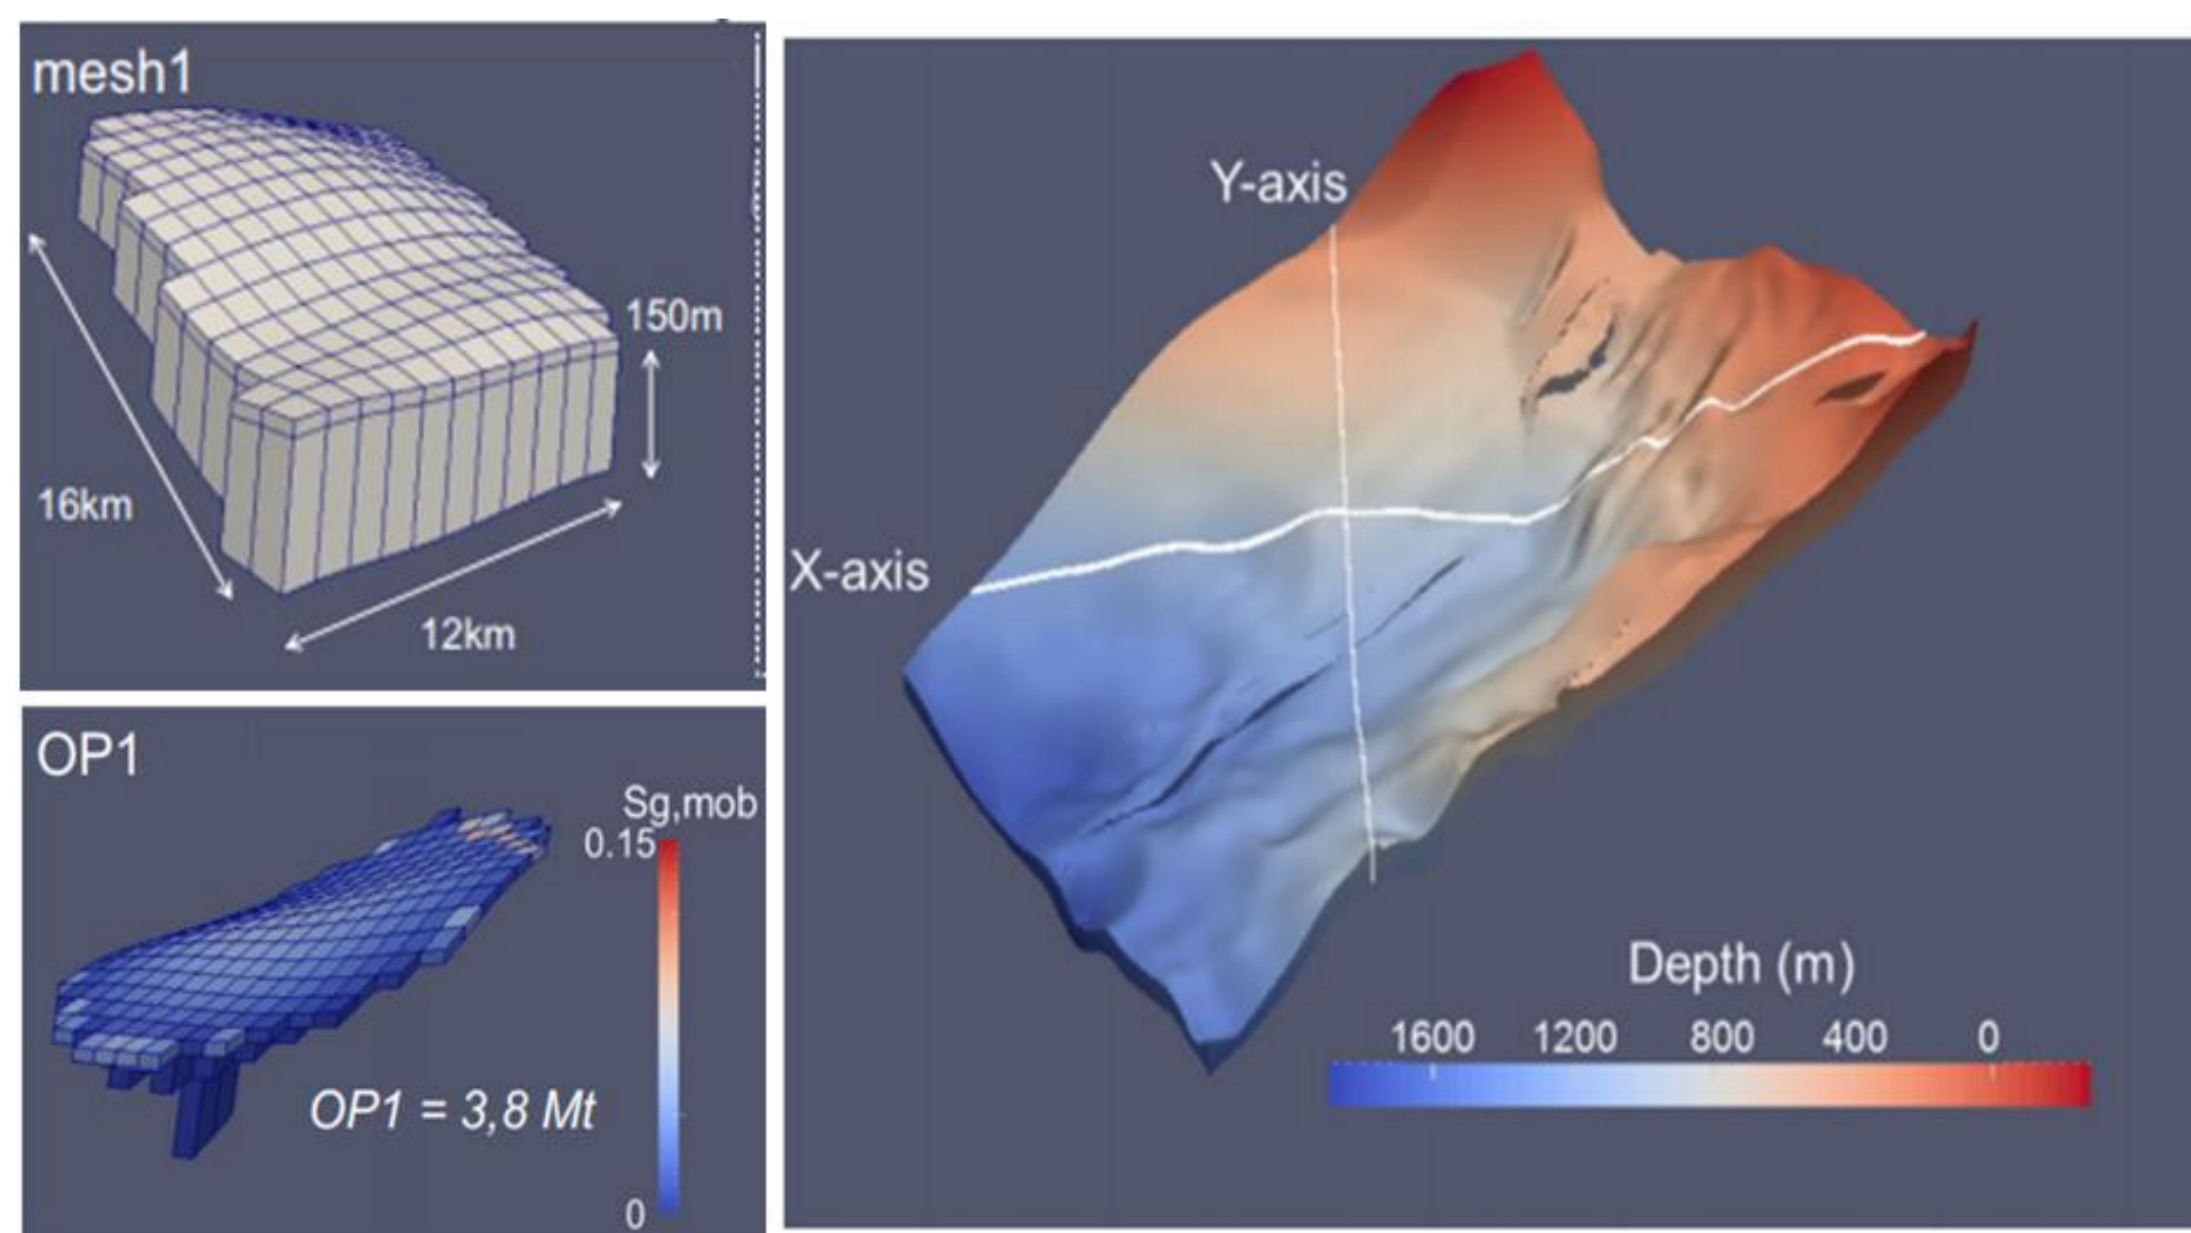 mesh1
150m
16km
12km
OP1
Sg,mob
0.15
OP1 = 3,8 Mt
0
Y-axis
X-axis
Depth (m)
1600 1200 800 400 0